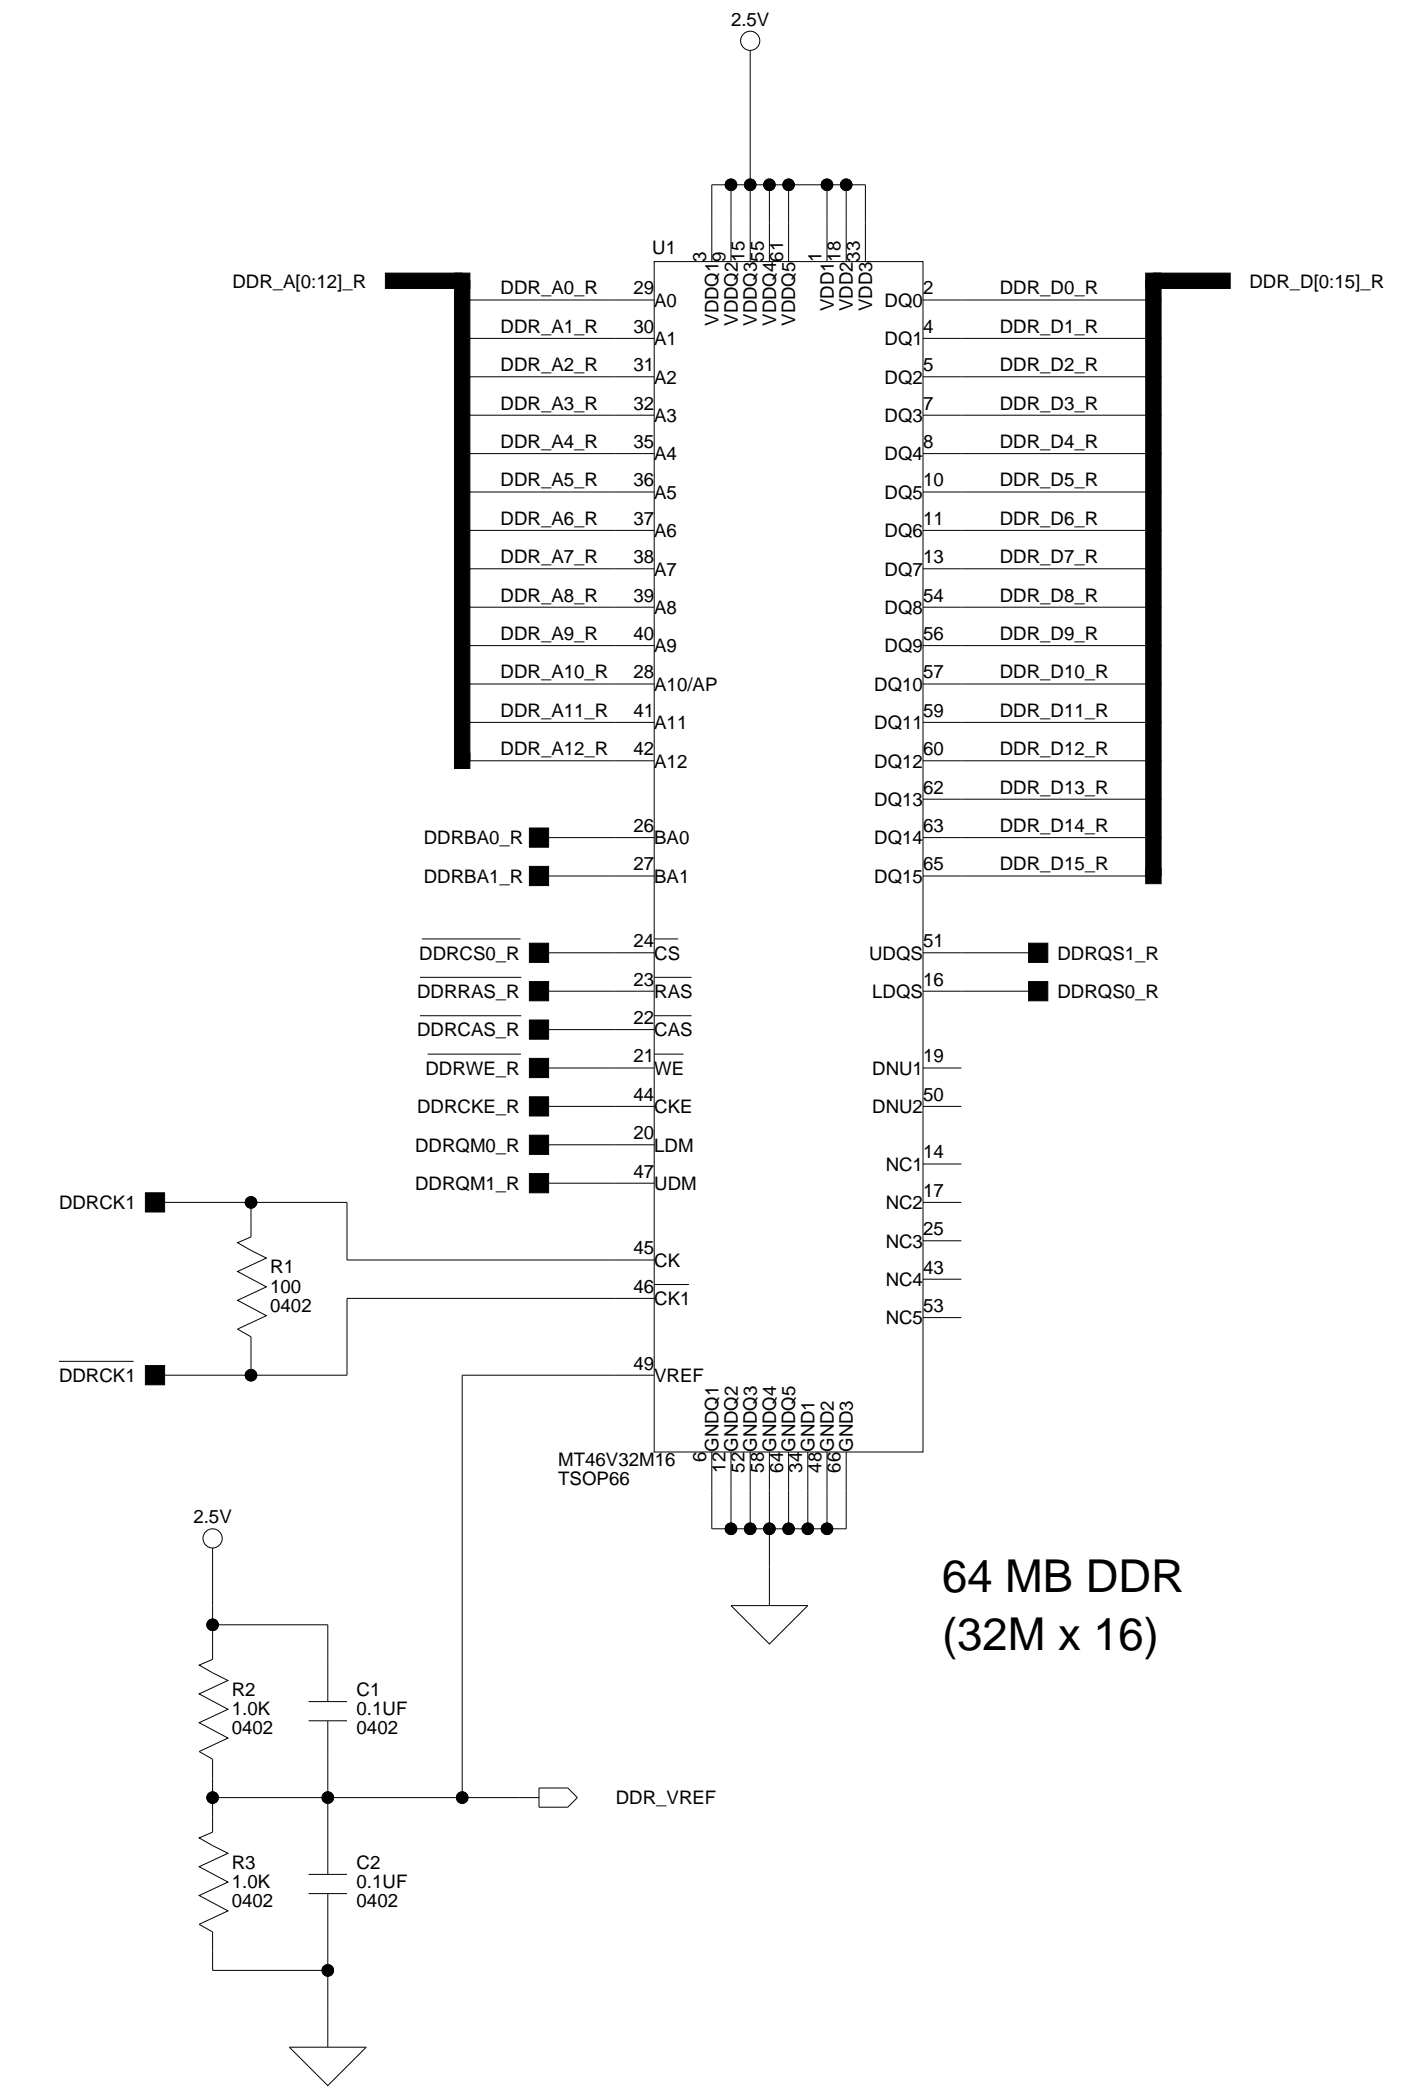 2.5V
U1
3
9
15
55
61
1
18
33
VDDQ1
VDDQ2
VDDQ3
VDDQ4
VDDQ5
VDD1
VDD2
VDD3
DDR_A[0:12]_R
DDR_D[0:15]_R
DDR_A0_R 29 A0
DDR_A1_R 30 A1
DDR_A2_R 31 A2
DDR_A3_R 32 A3
DDR_A4_R 35 A4
DDR_A5_R 36 A5
DDR_A6_R 37 A6
DDR_A7_R 38 A7
DDR_A8_R 39 A8
DDR_A9_R 40 A9
DDR_A10_R 28 A10/AP
DDR_A11_R 41 A11
DDR_A12_R 42 A12
DQ0 2 DDR_D0_R
DQ1 4 DDR_D1_R
DQ2 5 DDR_D2_R
DQ3 7 DDR_D3_R
DQ4 8 DDR_D4_R
DQ5 10 DDR_D5_R
DQ6 11 DDR_D6_R
DQ7 13 DDR_D7_R
DQ8 54 DDR_D8_R
DQ9 56 DDR_D9_R
DQ10 57 DDR_D10_R
DQ11 59 DDR_D11_R
DQ12 60 DDR_D12_R
DQ13 62 DDR_D13_R
DQ14 63 DDR_D14_R
DQ15 65 DDR_D15_R
DDRBA0_R 26 BA0
DDRBA1_R 27 BA1
DDRCS0_R 24 CS
DDRRAS_R 23 RAS
DDRCAS_R 22 CAS
DDRWE_R 21 WE
DDRCKE_R 44 CKE
DDRQM0_R 20 LDM
DDRQM1_R 47 UDM
UDQS 51 DDRQS1_R
LDQS 16 DDRQS0_R
DNU1 19
DNU2 50
NC1 14
NC2 17
NC3 25
NC4 43
NC5 53
DDRCK1
45 CK
R1
100
0402
46 CK1
DDRCK1
49 VREF
GNDQ1
GNDQ2
GNDQ3
GNDQ4
GNDQ5
GND1
GND2
GND3
6
12
52
58
64
34
48
66
MT46V32M16
TSOP66
2.5V
64 MB DDR
(32M x 16)
R2
1.0K
0402
C1
0.1UF
0402
DDR_VREF
R3
1.0K
0402
C2
0.1UF
0402